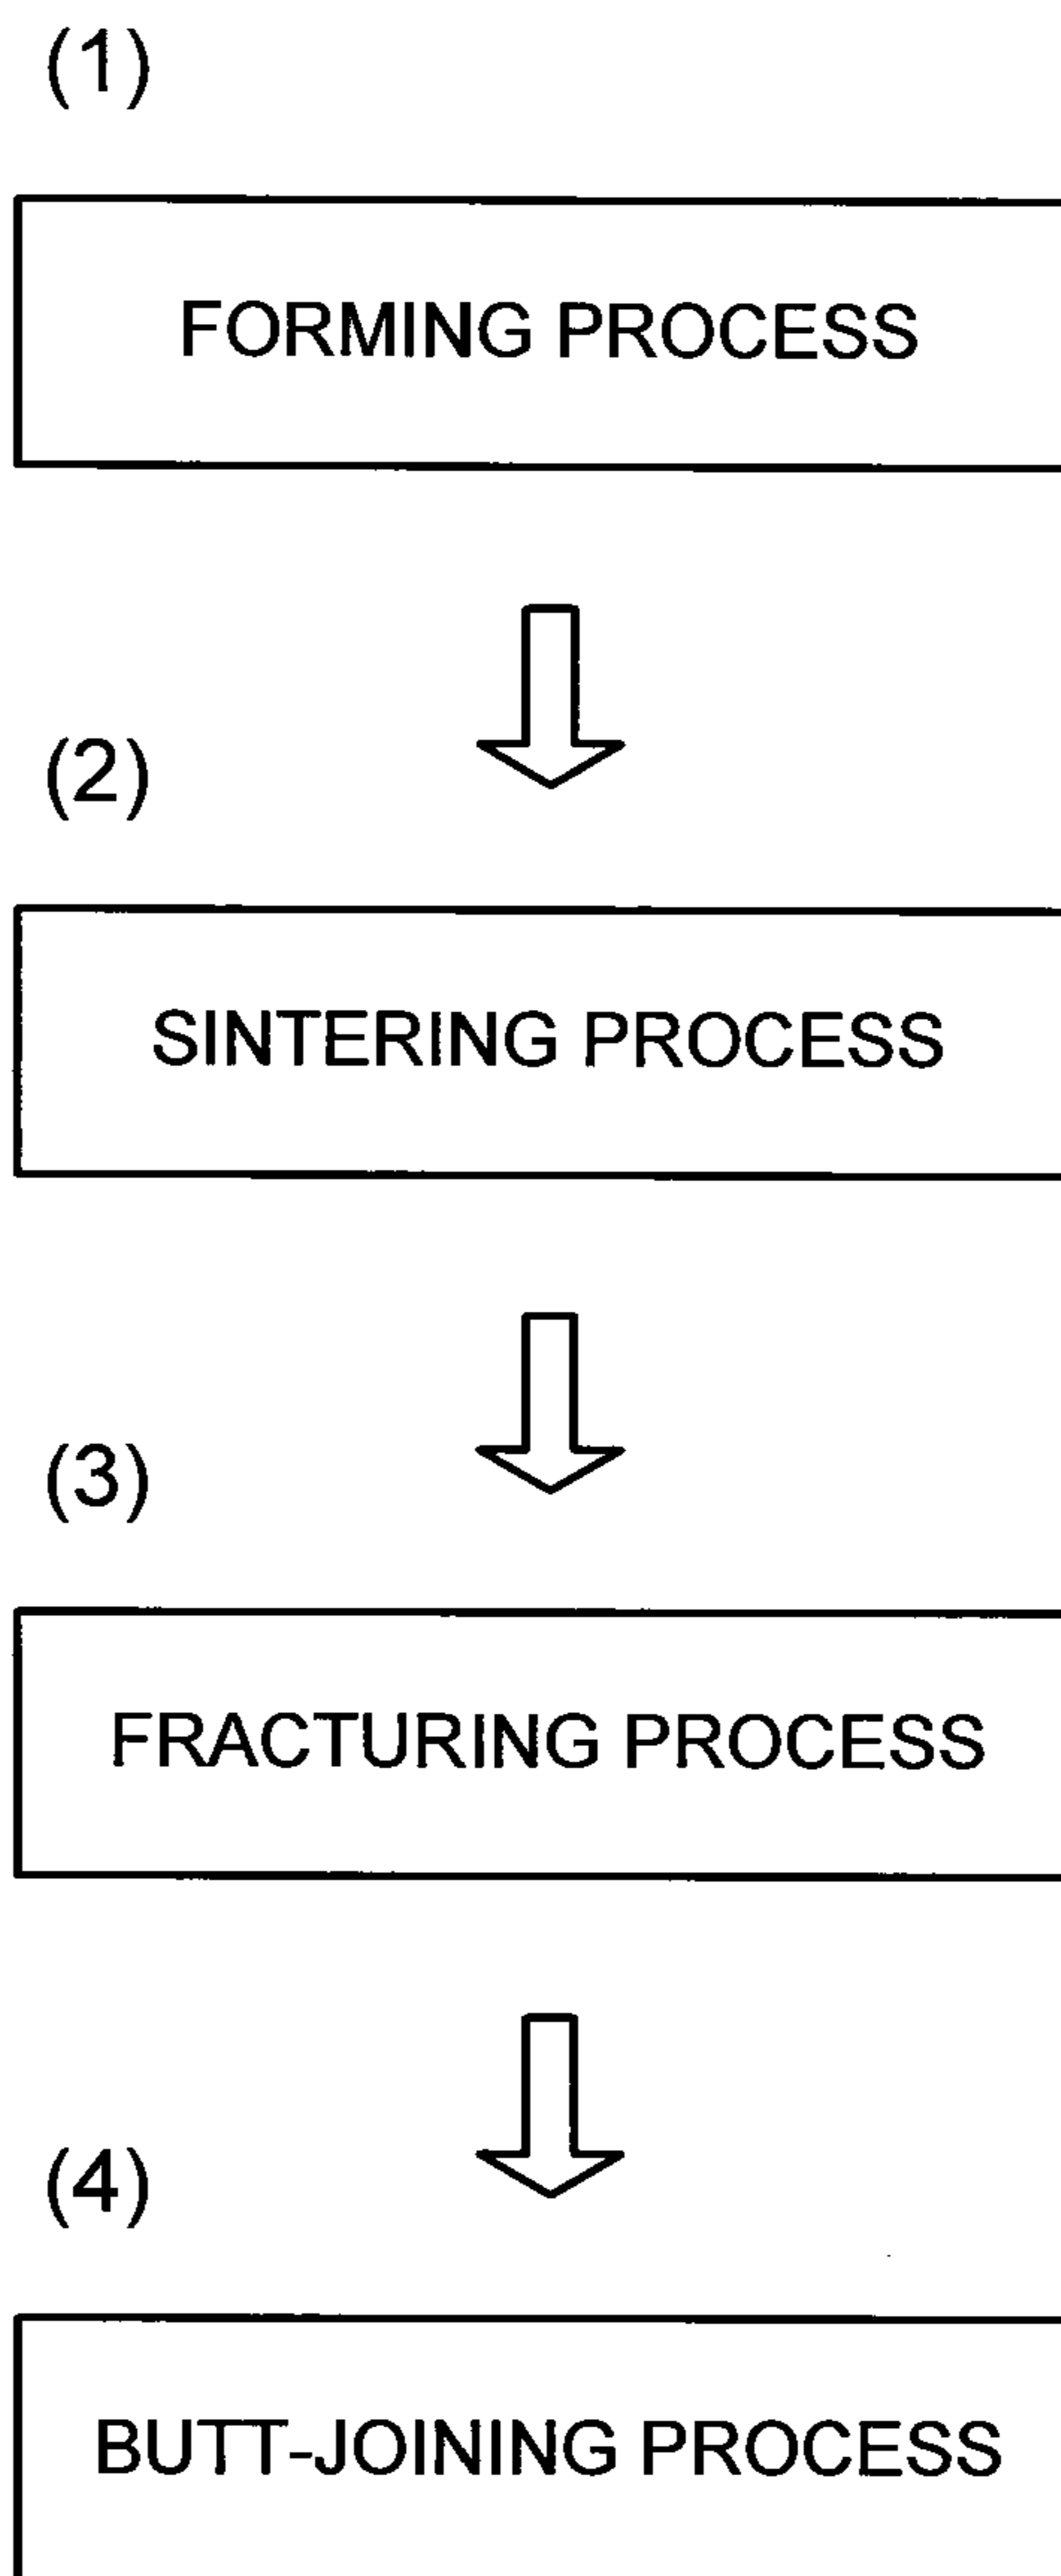 (1)
FORMING PROCESS
(2)
SINTERING PROCESS
(3)
FRACTURING PROCESS
(4)
BUTT-JOINING PROCESS